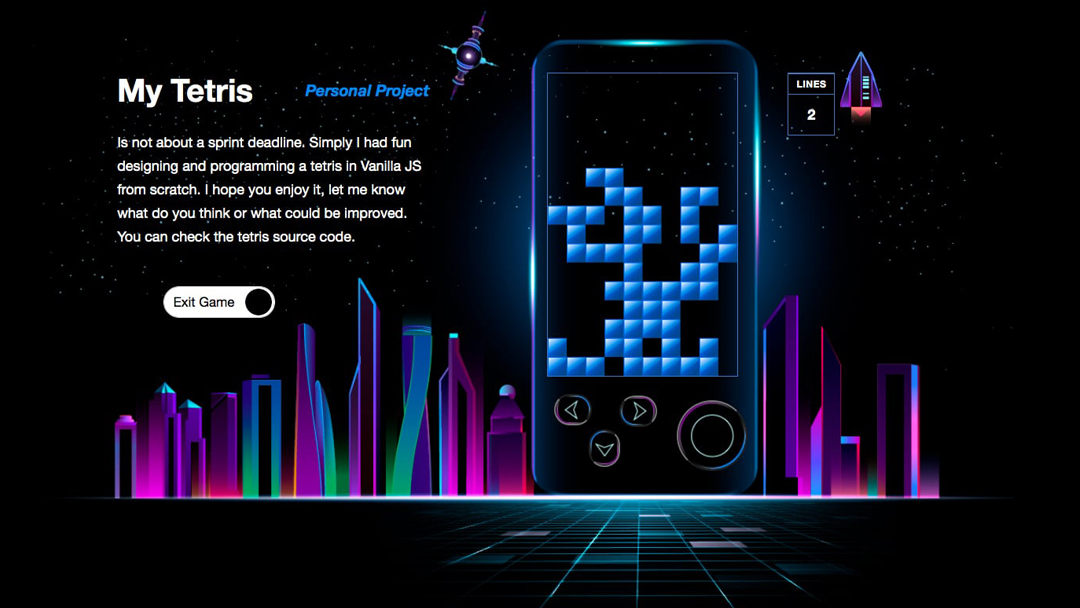 My Tetris
Personal Project
Is not about a sprint deadline. Simply I had fun
designing and programming a tetris in Vanilla JS
from scratch. I hope you enjoy it, let me know
what do you think or what could be improved.
You can check the tetris source code.
Exit Game
LINES
2